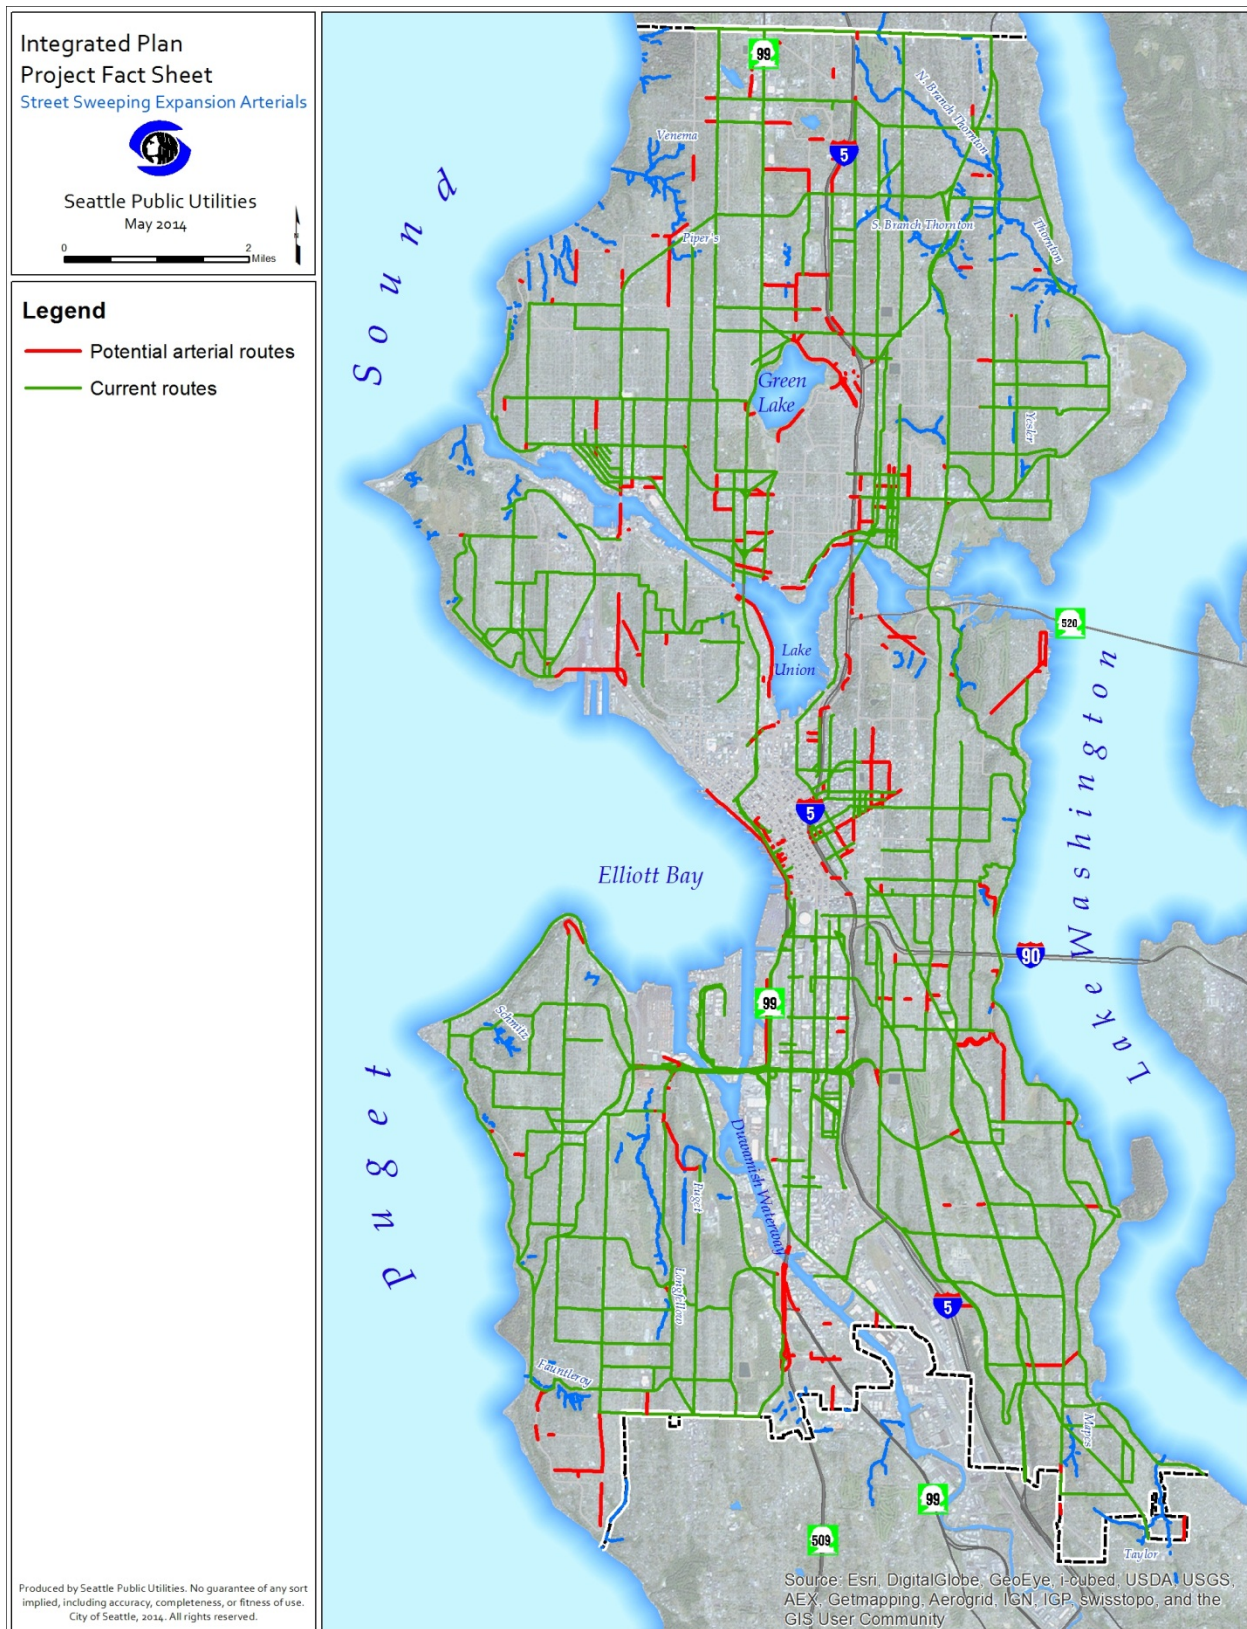 Integrated Plan
Project Fact Sheet
Street Sweeping Expansion Arterials
Seattle Public Utilities
May 2014
N
0 2
Miles
Legend
Potential arterial routes
Current routes
Produced by Seattle Public Utilities. No guarantee of any sort
implied, including accuracy, completeness, or fitness of use.
City of Seattle, 2014. All rights reserved.
99
N. Branch Thornton
Venema
5
Puget Sound
Piper's
S. Branch Thornton
Thornton
Green
Lake
Yesler
520
Lake
Union
Lake Washington
5
Elliott Bay
90
99
Schmitz
Duwamish Waterway
Puget
Longfellow
5
Fauntleroy
Mapes
99
509
Taylor
Source: Esri, DigitalGlobe, GeoEye, i-cubed, USDA, USGS,
AEX, Getmapping, Aerogrid, IGN, IGP, swisstopo, and the
GIS User Community